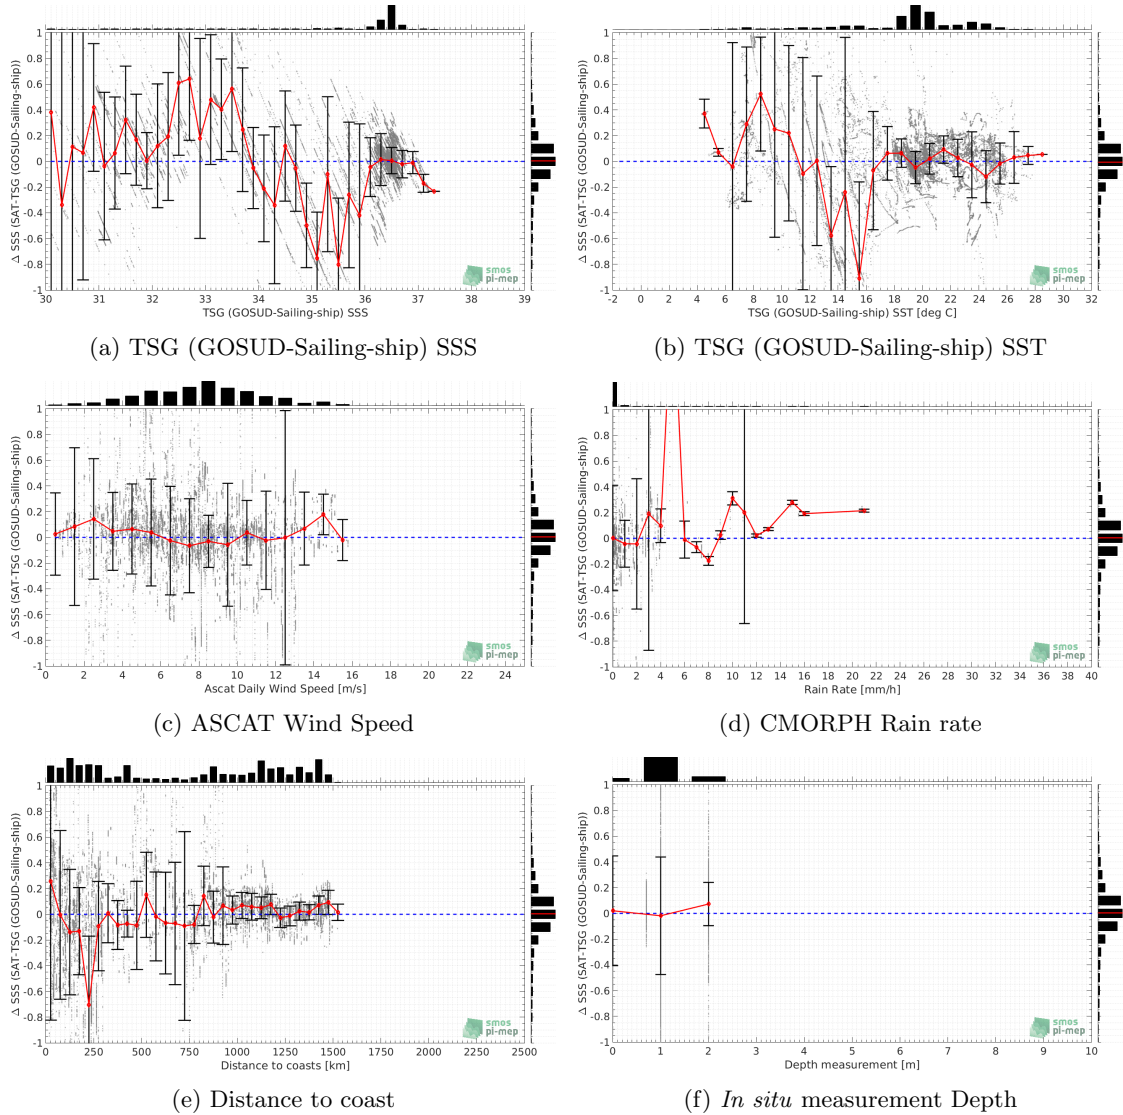 1
0.8
0.6
0.4
0.2
0
-0.2
-0.4
-0.6
-0.8
-1
Δ SSS (SAT-TSG (GOSUD-Sailing-ship))
smos
pi-mep
30 31 32 33 34 35 36 37 38 39
TSG (GOSUD-Sailing-ship) SSS
(a) TSG (GOSUD-Sailing-ship) SSS
1
0.8
0.6
0.4
0.2
0
-0.2
-0.4
-0.6
-0.8
-1
Δ SSS (SAT-TSG (GOSUD-Sailing-ship))
smos
pi-mep
-2 0 2 4 6 8 10 12 14 16 18 20 22 24 26 28 30 32
TSG (GOSUD-Sailing-ship) SST [deg C]
(b) TSG (GOSUD-Sailing-ship) SST
1
0.8
0.6
0.4
0.2
0
-0.2
-0.4
-0.6
-0.8
-1
Δ SSS (SAT-TSG (GOSUD-Sailing-ship))
smos
pi-mep
0 2 4 6 8 10 12 14 16 18 20 22 24
Ascat Daily Wind Speed [m/s]
(c) ASCAT Wind Speed
1
0.8
0.6
0.4
0.2
0
-0.2
-0.4
-0.6
-0.8
-1
Δ SSS (SAT-TSG (GOSUD-Sailing-ship))
smos
pi-mep
0 2 4 6 8 10 12 14 16 18 20 22 24 26 28 30 32 34 36 38 40
Rain Rate [mm/h]
(d) CMORPH Rain rate
1
0.8
0.6
0.4
0.2
0
-0.2
-0.4
-0.6
-0.8
-1
Δ SSS (SAT-TSG (GOSUD-Sailing-ship))
smos
pi-mep
0 250 500 750 1000 1250 1500 1750 2000 2250 2500
Distance to coasts [km]
(e) Distance to coast
1
0.8
0.6
0.4
0.2
0
-0.2
-0.4
-0.6
-0.8
-1
Δ SSS (SAT-TSG (GOSUD-Sailing-ship))
smos
pi-mep
0 1 2 3 4 5 6 7 8 9 10
Depth measurement [m]
(f) In situ measurement Depth